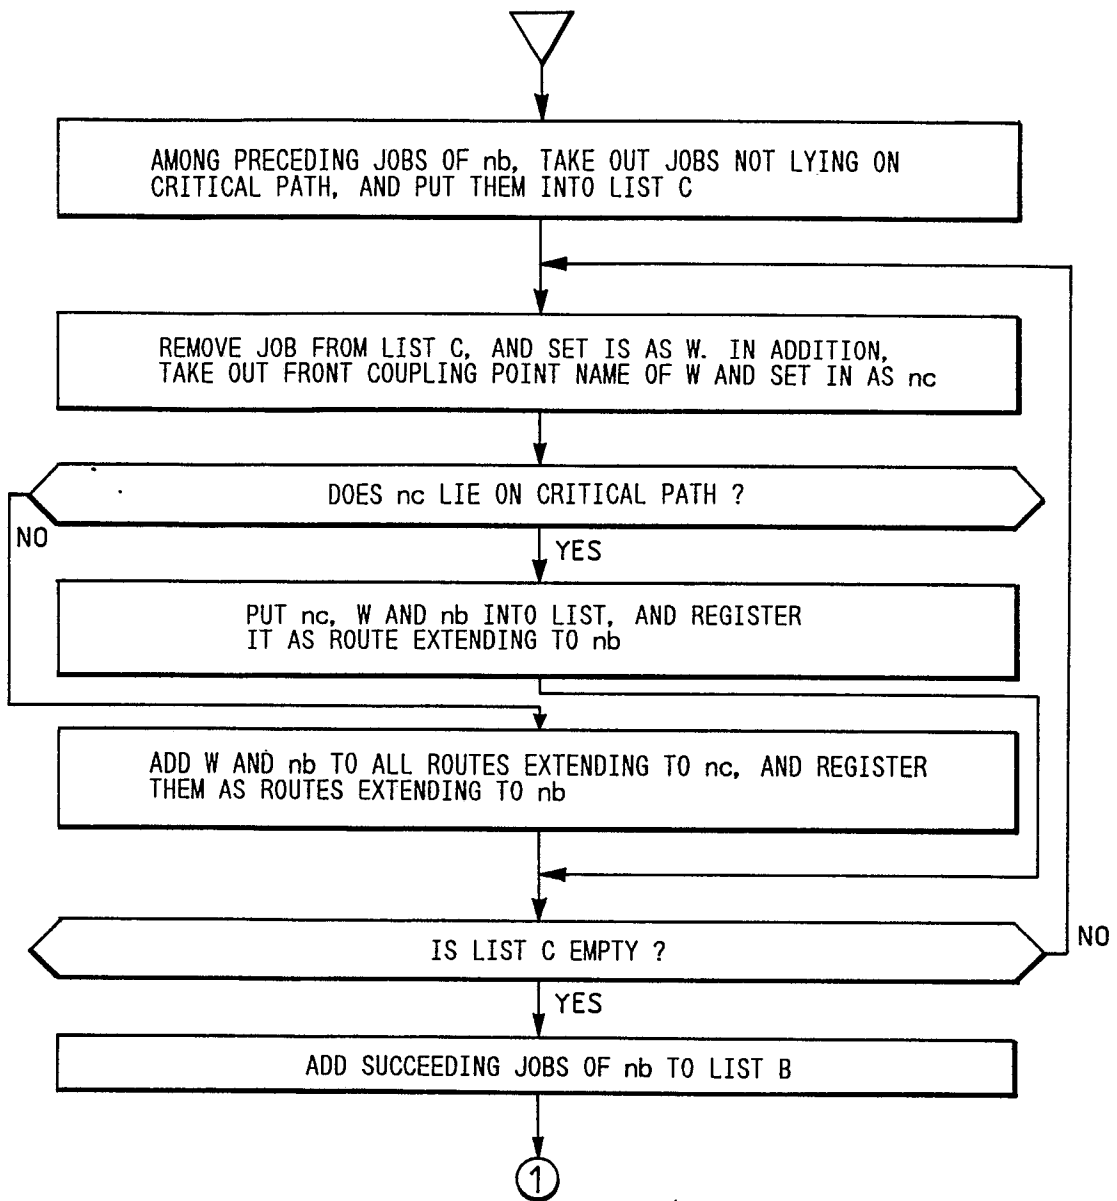 AMONG PRECEDING JOBS OF nb, TAKE OUT JOBS NOT LYING ON
CRITICAL PATH, AND PUT THEM INTO LIST C
REMOVE JOB FROM LIST C, AND SET IS AS W. IN ADDITION,
TAKE OUT FRONT COUPLING POINT NAME OF W AND SET IN AS nc
DOES nc LIE ON CRITICAL PATH ?
NO
YES
PUT nc, W AND nb INTO LIST, AND REGISTER
IT AS ROUTE EXTENDING TO nb
ADD W AND nb TO ALL ROUTES EXTENDING TO nc, AND REGISTER
THEM AS ROUTES EXTENDING TO nb
IS LIST C EMPTY ?
NO
YES
ADD SUCCEEDING JOBS OF nb TO LIST B
1